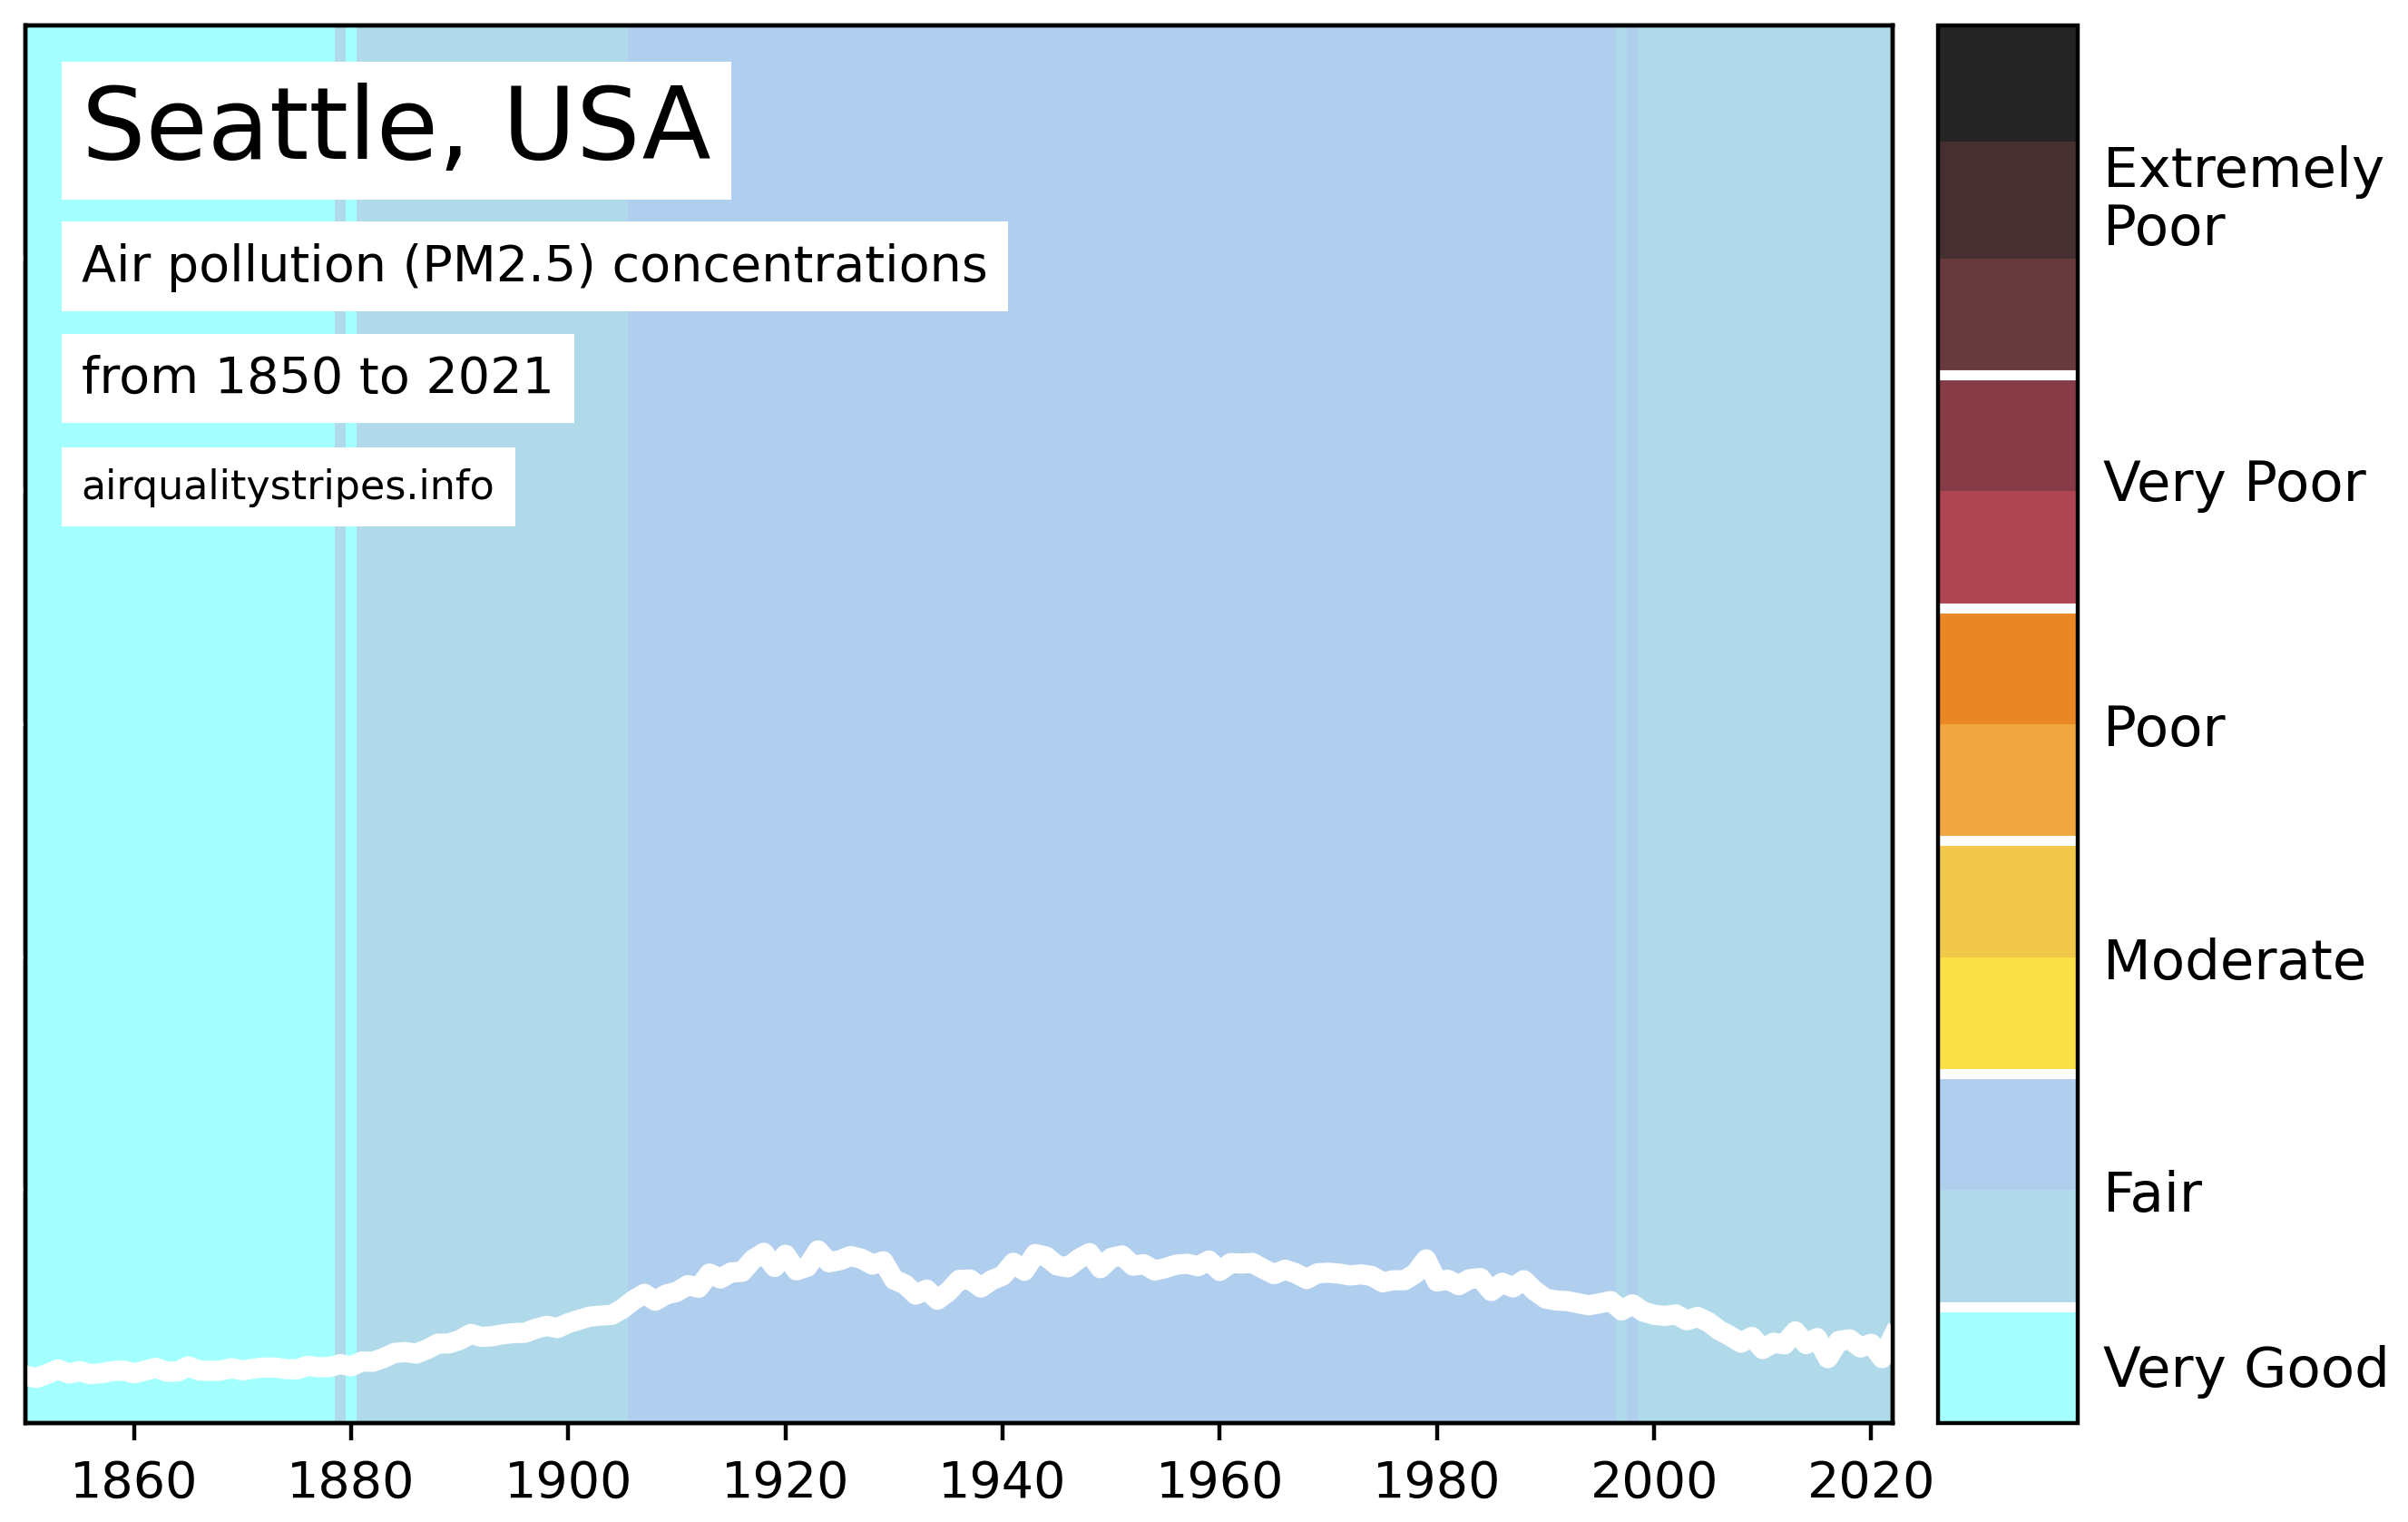 Seattle, USA
Air pollution (PM2.5) concentrations
from 1850 to 2021
airqualitystripes.info
Extremely
Poor
Very Poor
Poor
Moderate
Fair
Very Good
1860 1880 1900 1920 1940 1960 1980 2000 2020